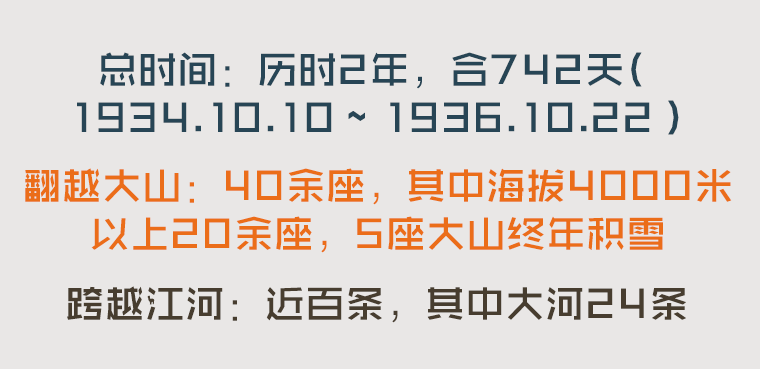 总时间：历时2年，合742天(
1934.10.10 ~ 1936.10.22 )
翻越大山：40余座，其中海拔4000米
以上20余座，5座大山终年积雪
跨越江河：近百条，其中大河24条